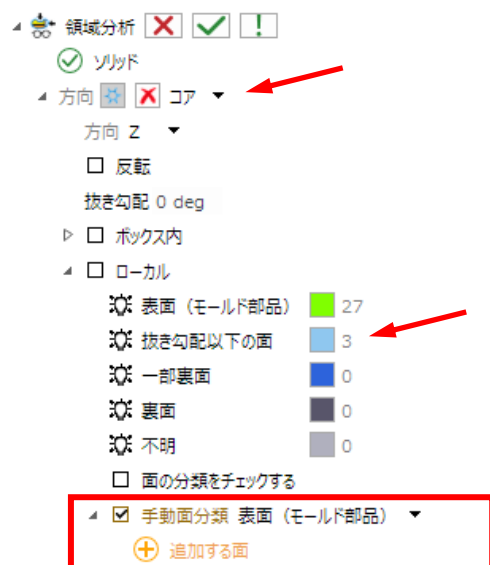 領域分析
ソリッド
方向 コア
方向 Z
反転
抜き勾配 0 deg
ボックス内
ローカル
表面（モールド部品） 27
抜き勾配以下の面 3
一部裏面 0
裏面 0
不明 0
面の分類をチェックする
手動面分類 表面（モールド部品）
追加する面